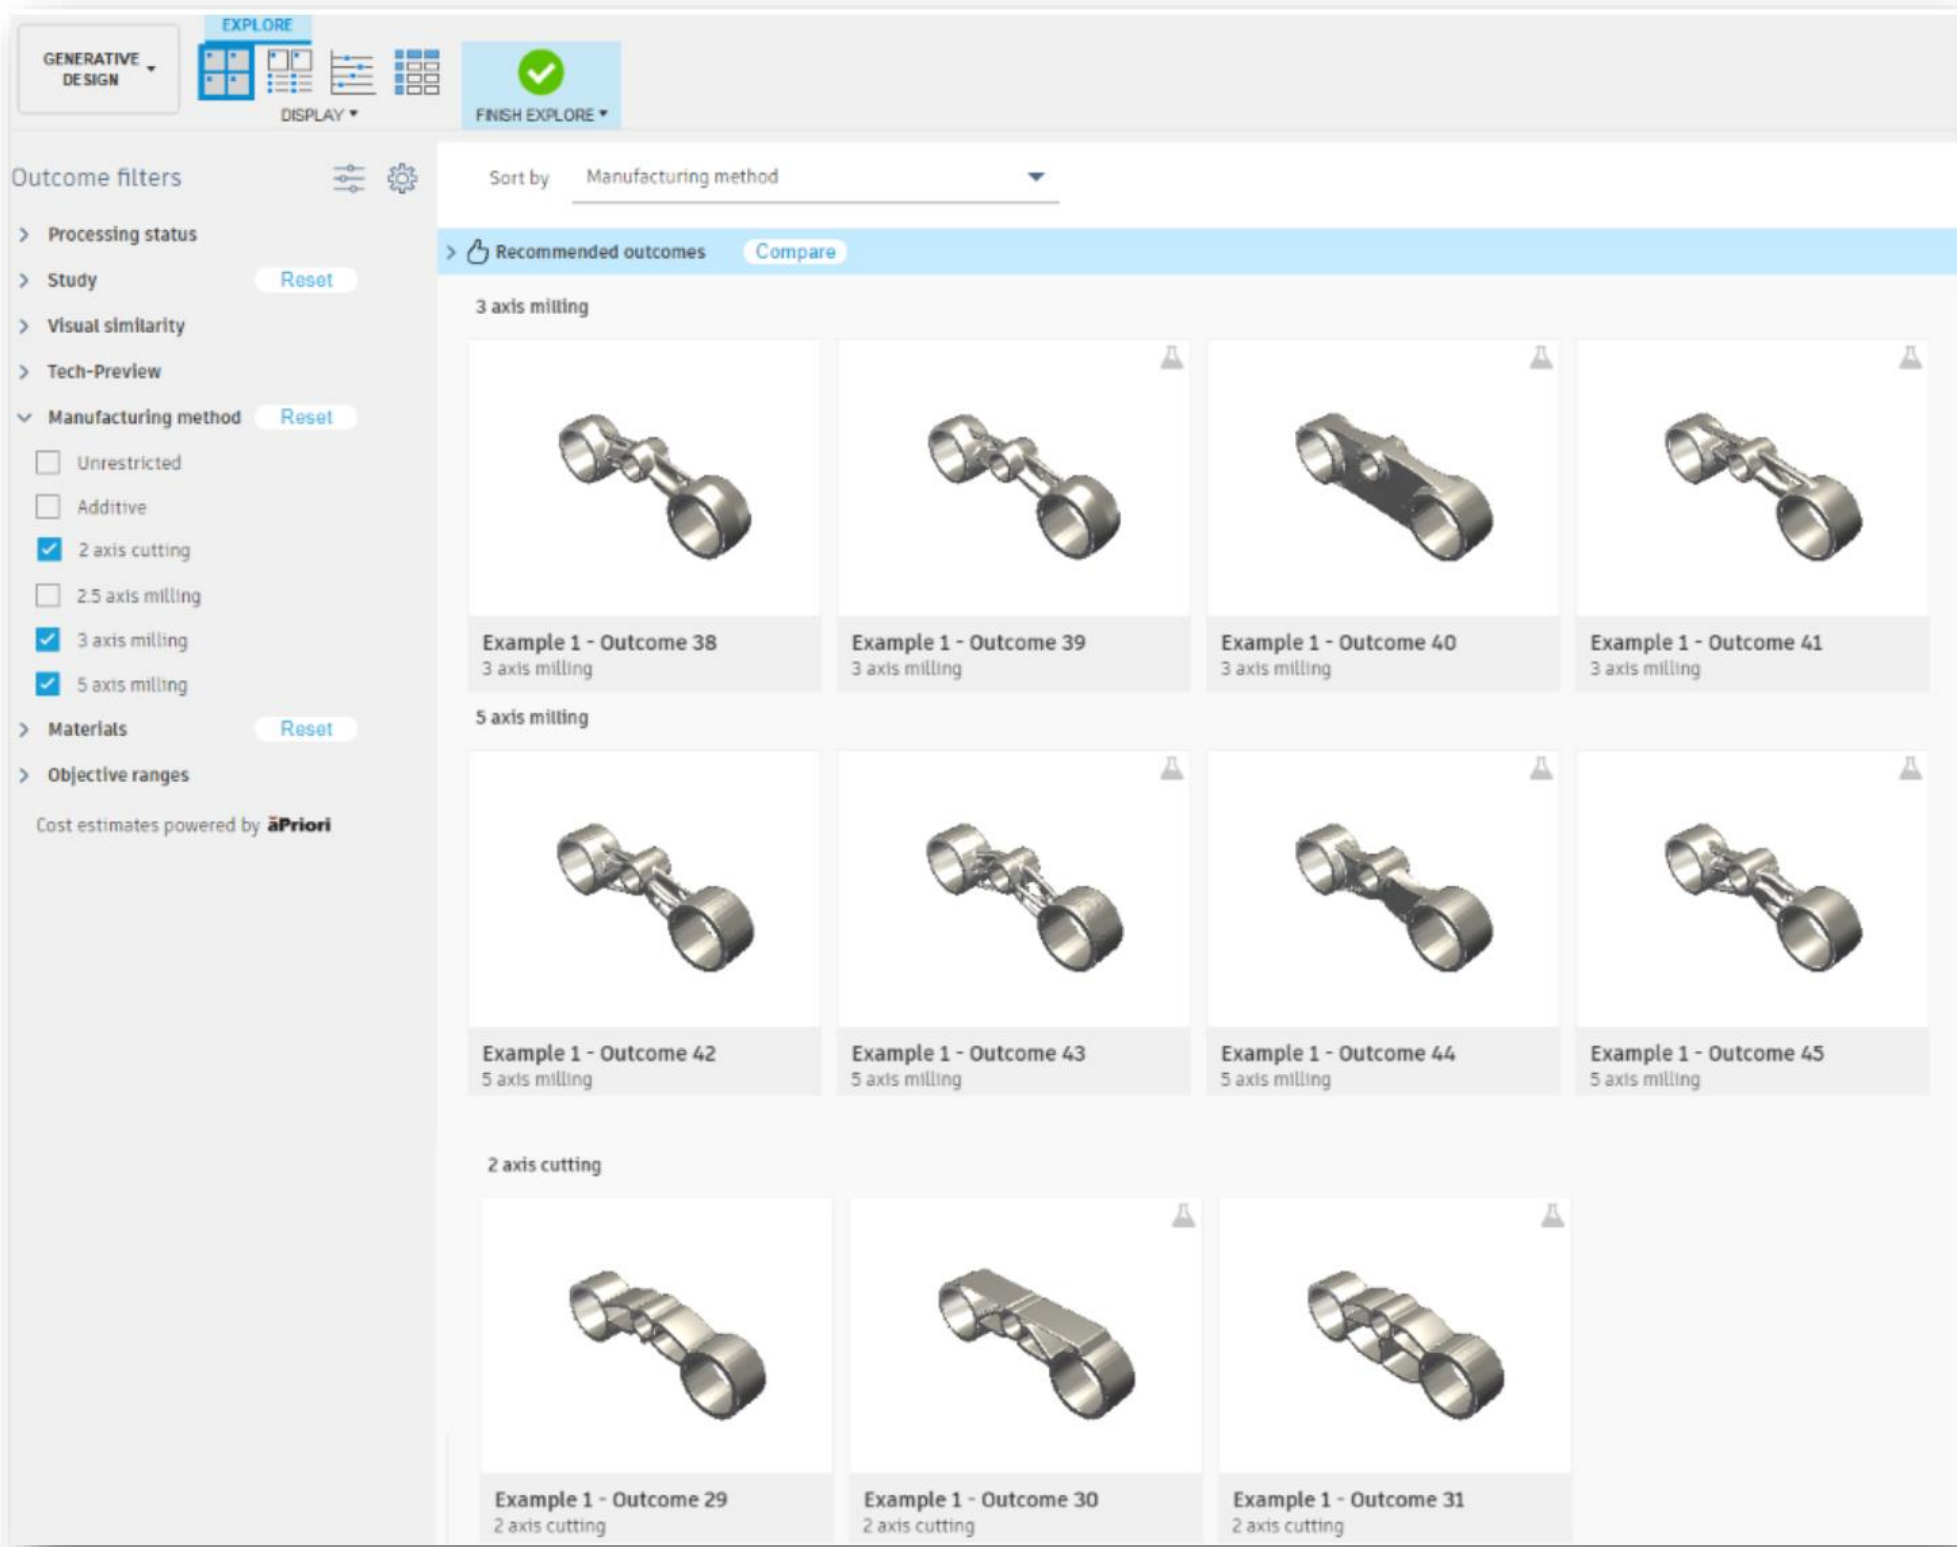 EXPLORE
GENERATIVE
DESIGN
DISPLAY
FINISH EXPLORE
Outcome filters
Processing status
Study Reset
Visual similarity
Tech-Preview
Manufacturing method Reset
Unrestricted
Additive
2 axis cutting
2.5 axis milling
3 axis milling
5 axis milling
Materials Reset
Objective ranges
Cost estimates powered by āPriori
Sort by Manufacturing method
Recommended outcomes Compare
3 axis milling
Example 1 - Outcome 38
3 axis milling
Example 1 - Outcome 39
3 axis milling
Example 1 - Outcome 40
3 axis milling
Example 1 - Outcome 41
3 axis milling
5 axis milling
Example 1 - Outcome 42
5 axis milling
Example 1 - Outcome 43
5 axis milling
Example 1 - Outcome 44
5 axis milling
Example 1 - Outcome 45
5 axis milling
2 axis cutting
Example 1 - Outcome 29
2 axis cutting
Example 1 - Outcome 30
2 axis cutting
Example 1 - Outcome 31
2 axis cutting